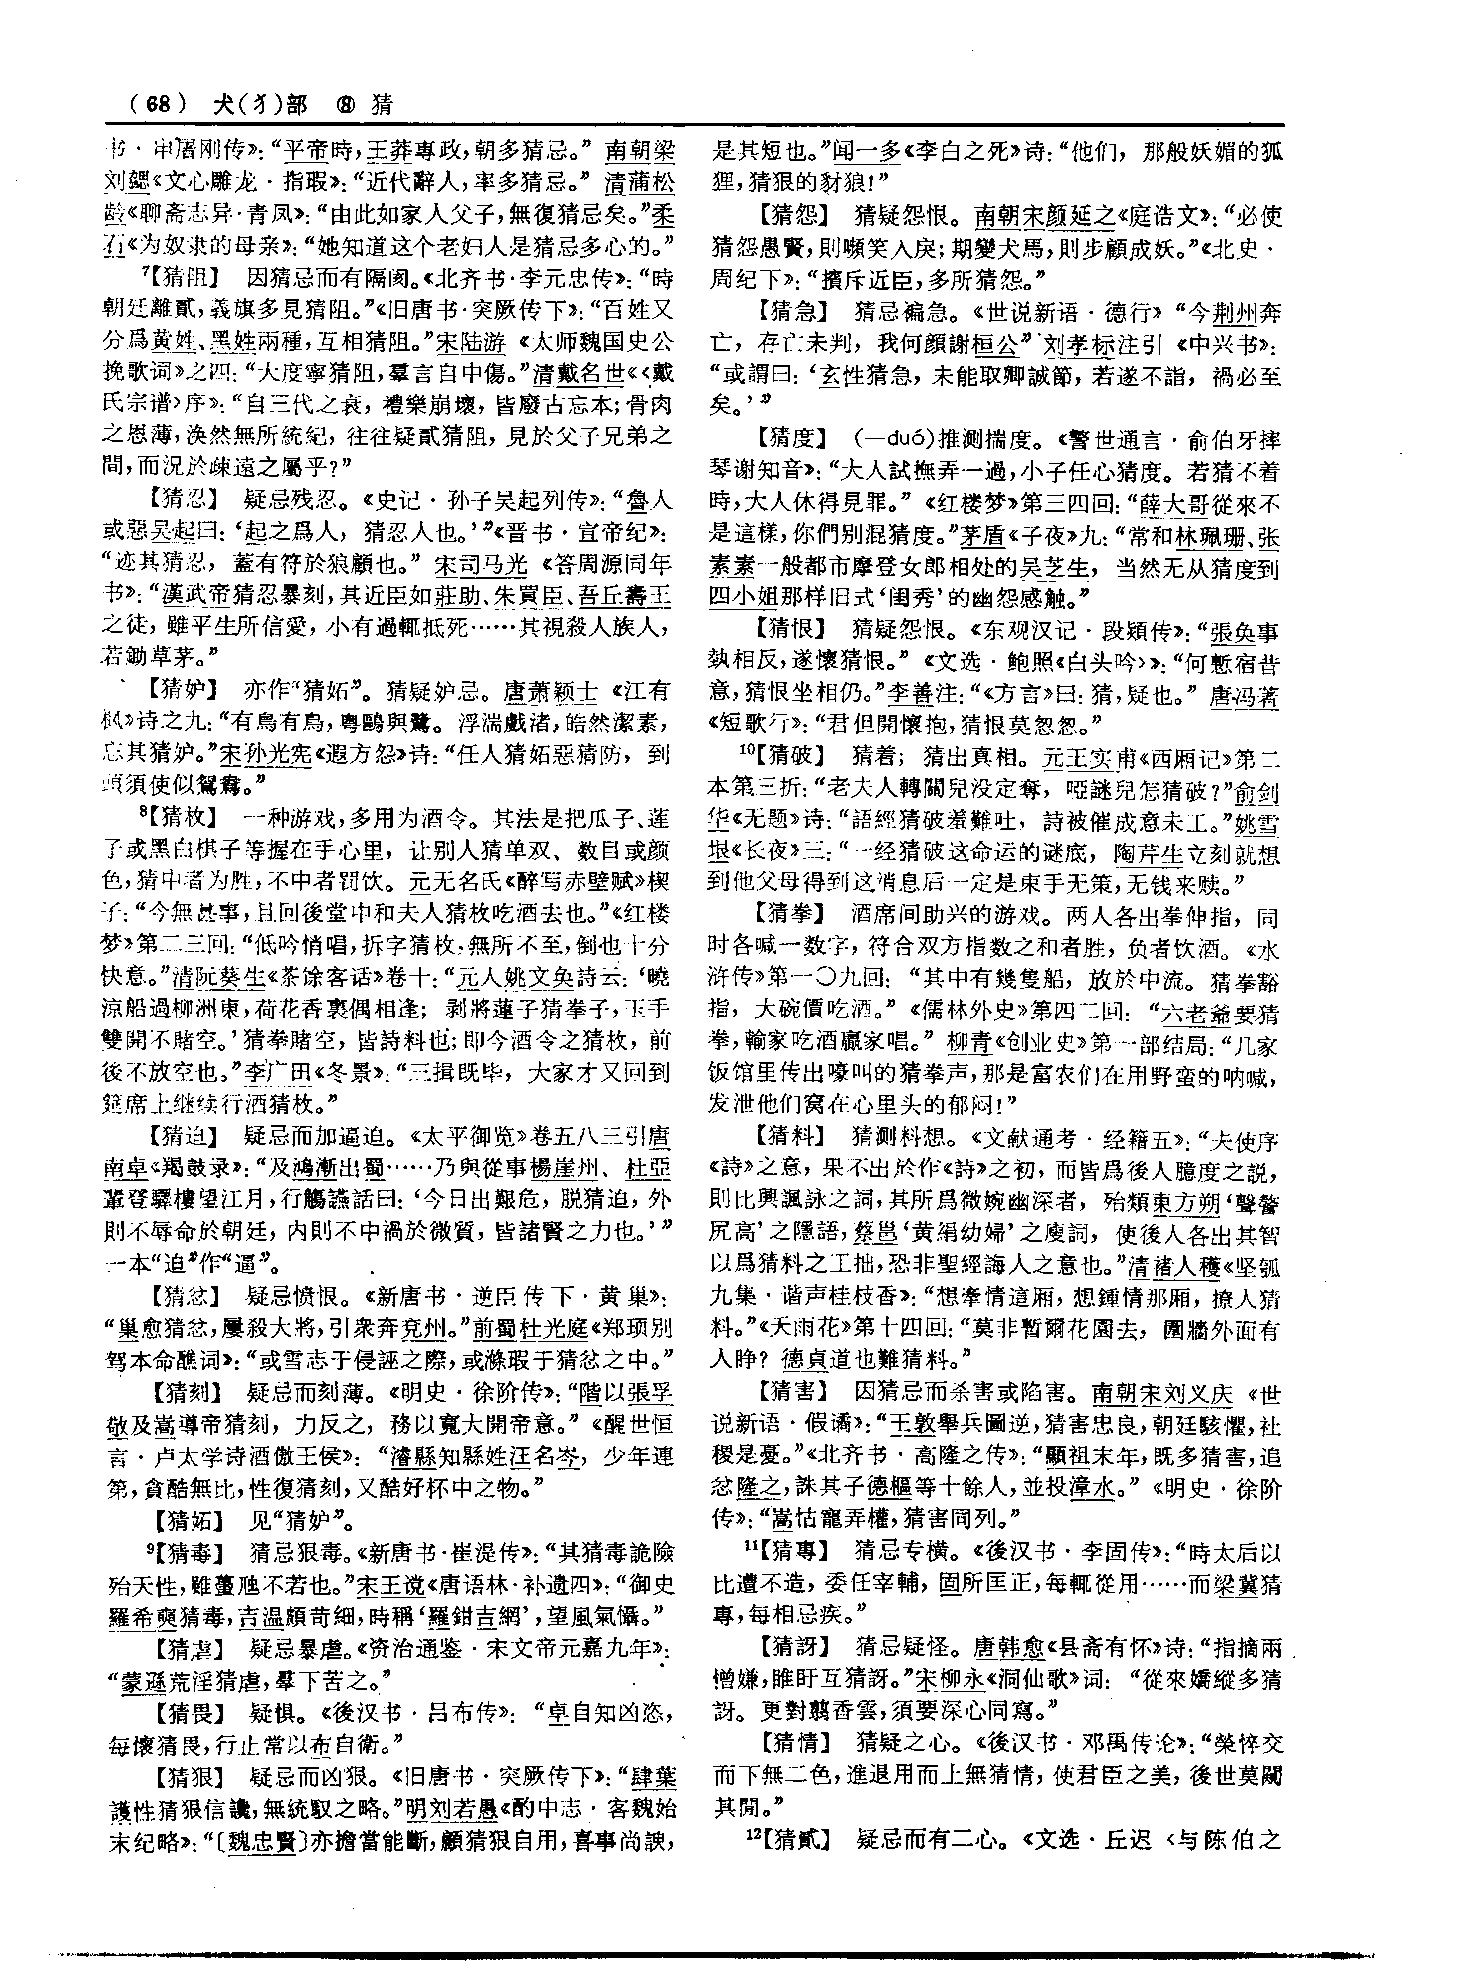 (68) 犬(犭)部 ⑧ 猜
书·申屠刚传》：“平帝時，王莽專政，朝多猜忌。” 南朝梁
刘勰《文心雕龙·指瑕》：“近代辭人，率多猜忌。” 清蒲松
龄《聊斋志异·青凤》：“由此如家人父子，無復猜忌矣。”柔
石《为奴隶的母亲》：“她知道这个老妇人是猜忌多心的。”
7【猜阻】 因猜忌而有隔阂。《北齐书·李元忠传》：“時
朝廷離貳，義旗多見猜阻。”《旧唐书·突厥传下》：“百姓又
分爲黄姓、黑姓兩種，互相猜阻。”宋陆游《太师魏国史公
挽歌词》之四：“大度寧猜阻，羣言自中傷。”清戴名世《〈戴
氏宗谱〉序》：“自三代之衰，禮樂崩壞，皆廢古忘本；骨肉
之恩薄，涣然無所統紀，往往疑貳猜阻，見於父子兄弟之
間，而況於疎遠之屬乎？”
【猜忍】 疑忌残忍。《史记·孙子吴起列传》：“魯人
或惡吴起曰：‘起之爲人，猜忍人也。’”《晋书·宣帝纪》：
“迹其猜忍，蓋有符於狼顧也。” 宋司马光《答周源同年
书》：“漢武帝猜忍暴刻，其近臣如莊助、朱買臣、吾丘壽王
之徒，雖平生所信愛，小有過輒抵死……其視殺人族人，
若鋤草茅。”
【猜妒】 亦作“猜妬”。猜疑妒忌。唐萧颖士《江有
枫》诗之九：“有鳥有鳥，粤鷗與鷺。浮湍戲渚，皓然潔素，
忘其猜妒。”宋孙光宪《遐方怨》诗：“任人猜妬惡猜防，到
頭須使似鴛鴦。”
8【猜枚】 一种游戏，多用为酒令。其法是把瓜子、莲
子或黑白棋子等握在手心里，让别人猜单双、数目或颜
色，猜中者为胜，不中者罚饮。元无名氏《醉写赤壁赋》楔
子：“今無甚事，且回後堂中和夫人猜枚吃酒去也。”《红楼
梦》第二三回：“低吟悄唱，拆字猜枚，無所不至，倒也十分
快意。”清阮葵生《茶馀客话》卷十：“元人姚文奂詩云：‘曉
涼船過柳洲東，荷花香裏偶相逢；剥將蓮子猜拳子，玉手
雙開不賭空。’猜拳賭空，皆詩料也；即今酒令之猜枚，前
後不放空也。”李广田《冬景》：“三揖既毕，大家才又回到
筵席上继续行酒猜枚。”
【猜迫】 疑忌而加逼迫。《太平御览》卷五八三引唐
南卓《羯鼓录》：“及鴻漸出蜀……乃與從事楊崖州、杜亞
輩登驛樓望江月，行觴讌話曰：‘今日出艱危，脱猜迫，外
則不辱命於朝廷，内則不中禍於微質，皆諸賢之力也。’”
一本“迫”作“逼”。
【猜忿】 疑忌愤恨。《新唐书·逆臣传下·黄巢》：
“巢愈猜忿，屢殺大將，引衆奔兗州。”前蜀杜光庭《郑顼别
驾本命醮词》：“或雪志于侵誣之際，或滌瑕于猜忿之中。”
【猜刻】 疑忌而刻薄。《明史·徐阶传》：“階以張孚
敬及嵩導帝猜刻，力反之，務以寬大開帝意。”《醒世恒
言·卢太学诗酒傲王侯》：“濬縣知縣姓汪名岑，少年連
第，貪酷無比，性復猜刻，又酷好杯中之物。”
【猜妬】 见“猜妒”。
9【猜毒】 猜忌狠毒。《新唐书·崔湜传》：“其猜毒詭險
殆天性，雖蠆虺不若也。”宋王谠《唐语林·补遗四》：“御史
羅希奭猜毒，吉温頗苛細，時稱‘羅鉗吉網’，望風氣懾。”
【猜虐】 疑忌暴虐。《资治通鉴·宋文帝元嘉九年》：
“蒙遜荒淫猜虐，羣下苦之。”
【猜畏】 疑惧。《後汉书·吕布传》：“卓自知凶恣，
每懷猜畏，行止常以布自衛。”
【猜狠】 疑忌而凶狠。《旧唐书·突厥传下》：“肆葉
護性猜狠信讒，無統馭之略。”明刘若愚《酌中志·客魏始
末纪略》：“〔魏忠賢〕亦擔當能斷，顧猜狠自用，喜事尚諛，
是其短也。”闻一多《李白之死》诗：“他们，那般妖媚的狐
狸，猜狠的豺狼！”
【猜怨】 猜疑怨恨。南朝宋颜延之《庭诰文》：“必使
猜怨愚賢，則嚬笑入戾；期變犬馬，則步顧成妖。”《北史·
周纪下》：“擯斥近臣，多所猜怨。”
【猜急】 猜忌褊急。《世说新语·德行》“今荆州奔
亡，存亡未判，我何顏謝桓公”刘孝标注引《中兴书》：
“或謂曰：‘玄性猜急，未能取卿誠節，若遂不詣，禍必至
矣。’”
【猜度】 (—duó)推测揣度。《警世通言·俞伯牙摔
琴谢知音》：“大人試撫弄一過，小子任心猜度。若猜不着
時，大人休得見罪。”《红楼梦》第三四回：“薛大哥從來不
是這樣，你們别混猜度。”茅盾《子夜》九：“常和林珮珊、张
素素一般都市摩登女郎相处的吴芝生，当然无从猜度到
四小姐那样旧式‘闺秀’的幽怨感触。”
【猜恨】 猜疑怨恨。《东观汉记·段颎传》：“張奐事
埶相反，遂懷猜恨。”《文选·鲍照〈白头吟〉》：“何慙宿昔
意，猜恨坐相仍。”李善注：“《方言》曰：猜，疑也。” 唐冯著
《短歌行》：“君但開懷抱，猜恨莫怱怱。”
10【猜破】 猜着；猜出真相。元王实甫《西厢记》第二
本第三折：“老夫人轉關兒没定奪，啞謎兒怎猜破？”俞剑
华《无题》诗：“語經猜破羞難吐，詩被催成意未工。”姚雪
垠《长夜》三：“一经猜破这命运的谜底，陶芹生立刻就想
到他父母得到这消息后一定是束手无策，无钱来赎。”
【猜拳】 酒席间助兴的游戏。两人各出拳伸指，同
时各喊一数字，符合双方指数之和者胜，负者饮酒。《水
浒传》第一〇九回：“其中有幾隻船，放於中流。猜拳豁
指，大碗價吃酒。”《儒林外史》第四二回：“六老爺要猜
拳，輸家吃酒贏家唱。” 柳青《创业史》第一部结局：“几家
饭馆里传出嚎叫的猜拳声，那是富农们在用野蛮的呐喊，
发泄他们窝在心里头的郁闷！”
【猜料】 猜测料想。《文献通考·经籍五》：“夫使序
《詩》之意，果不出於作《詩》之初，而皆爲後人臆度之説，
則比興諷詠之詞，其所爲微婉幽深者，殆類東方朔‘聲謷
尻高’之隱語，蔡邕‘黄絹幼婦’之廋詞，使後人各出其智
以爲猜料之工拙，恐非聖經誨人之意也。”清褚人穫《坚瓠
九集·谐声桂枝香》：“想牽情這厢，想鍾情那厢，撩人猜
料。”《天雨花》第十四回：“莫非暫爾花園去，圍牆外面有
人睁？德貞道也難猜料。”
【猜害】 因猜忌而杀害或陷害。南朝宋刘义庆《世
说新语·假谲》：“王敦舉兵圖逆，猜害忠良，朝廷駭懼，社
稷是憂。”《北齐书·高隆之传》：“顯祖末年，既多猜害，追
忿隆之，誅其子德樞等十餘人，並投漳水。”《明史·徐阶
传》：“嵩怙寵弄權，猜害同列。”
11【猜專】 猜忌专横。《後汉书·李固传》：“時太后以
比遭不造，委任宰輔，固所匡正，每輒從用……而梁冀猜
專，每相忌疾。”
【猜訝】 猜忌疑怪。唐韩愈《县斋有怀》诗：“指摘兩
憎嫌，睢盱互猜訝。”宋柳永《洞仙歌》词：“從來嬌縱多猜
訝。更對翦香雲，須要深心同寫。”
【猜情】 猜疑之心。《後汉书·邓禹传论》：“榮悴交
而下無二色，進退用而上無猜情，使君臣之美，後世莫闚
其閒。”
12【猜貳】 疑忌而有二心。《文选·丘迟〈与陈伯之